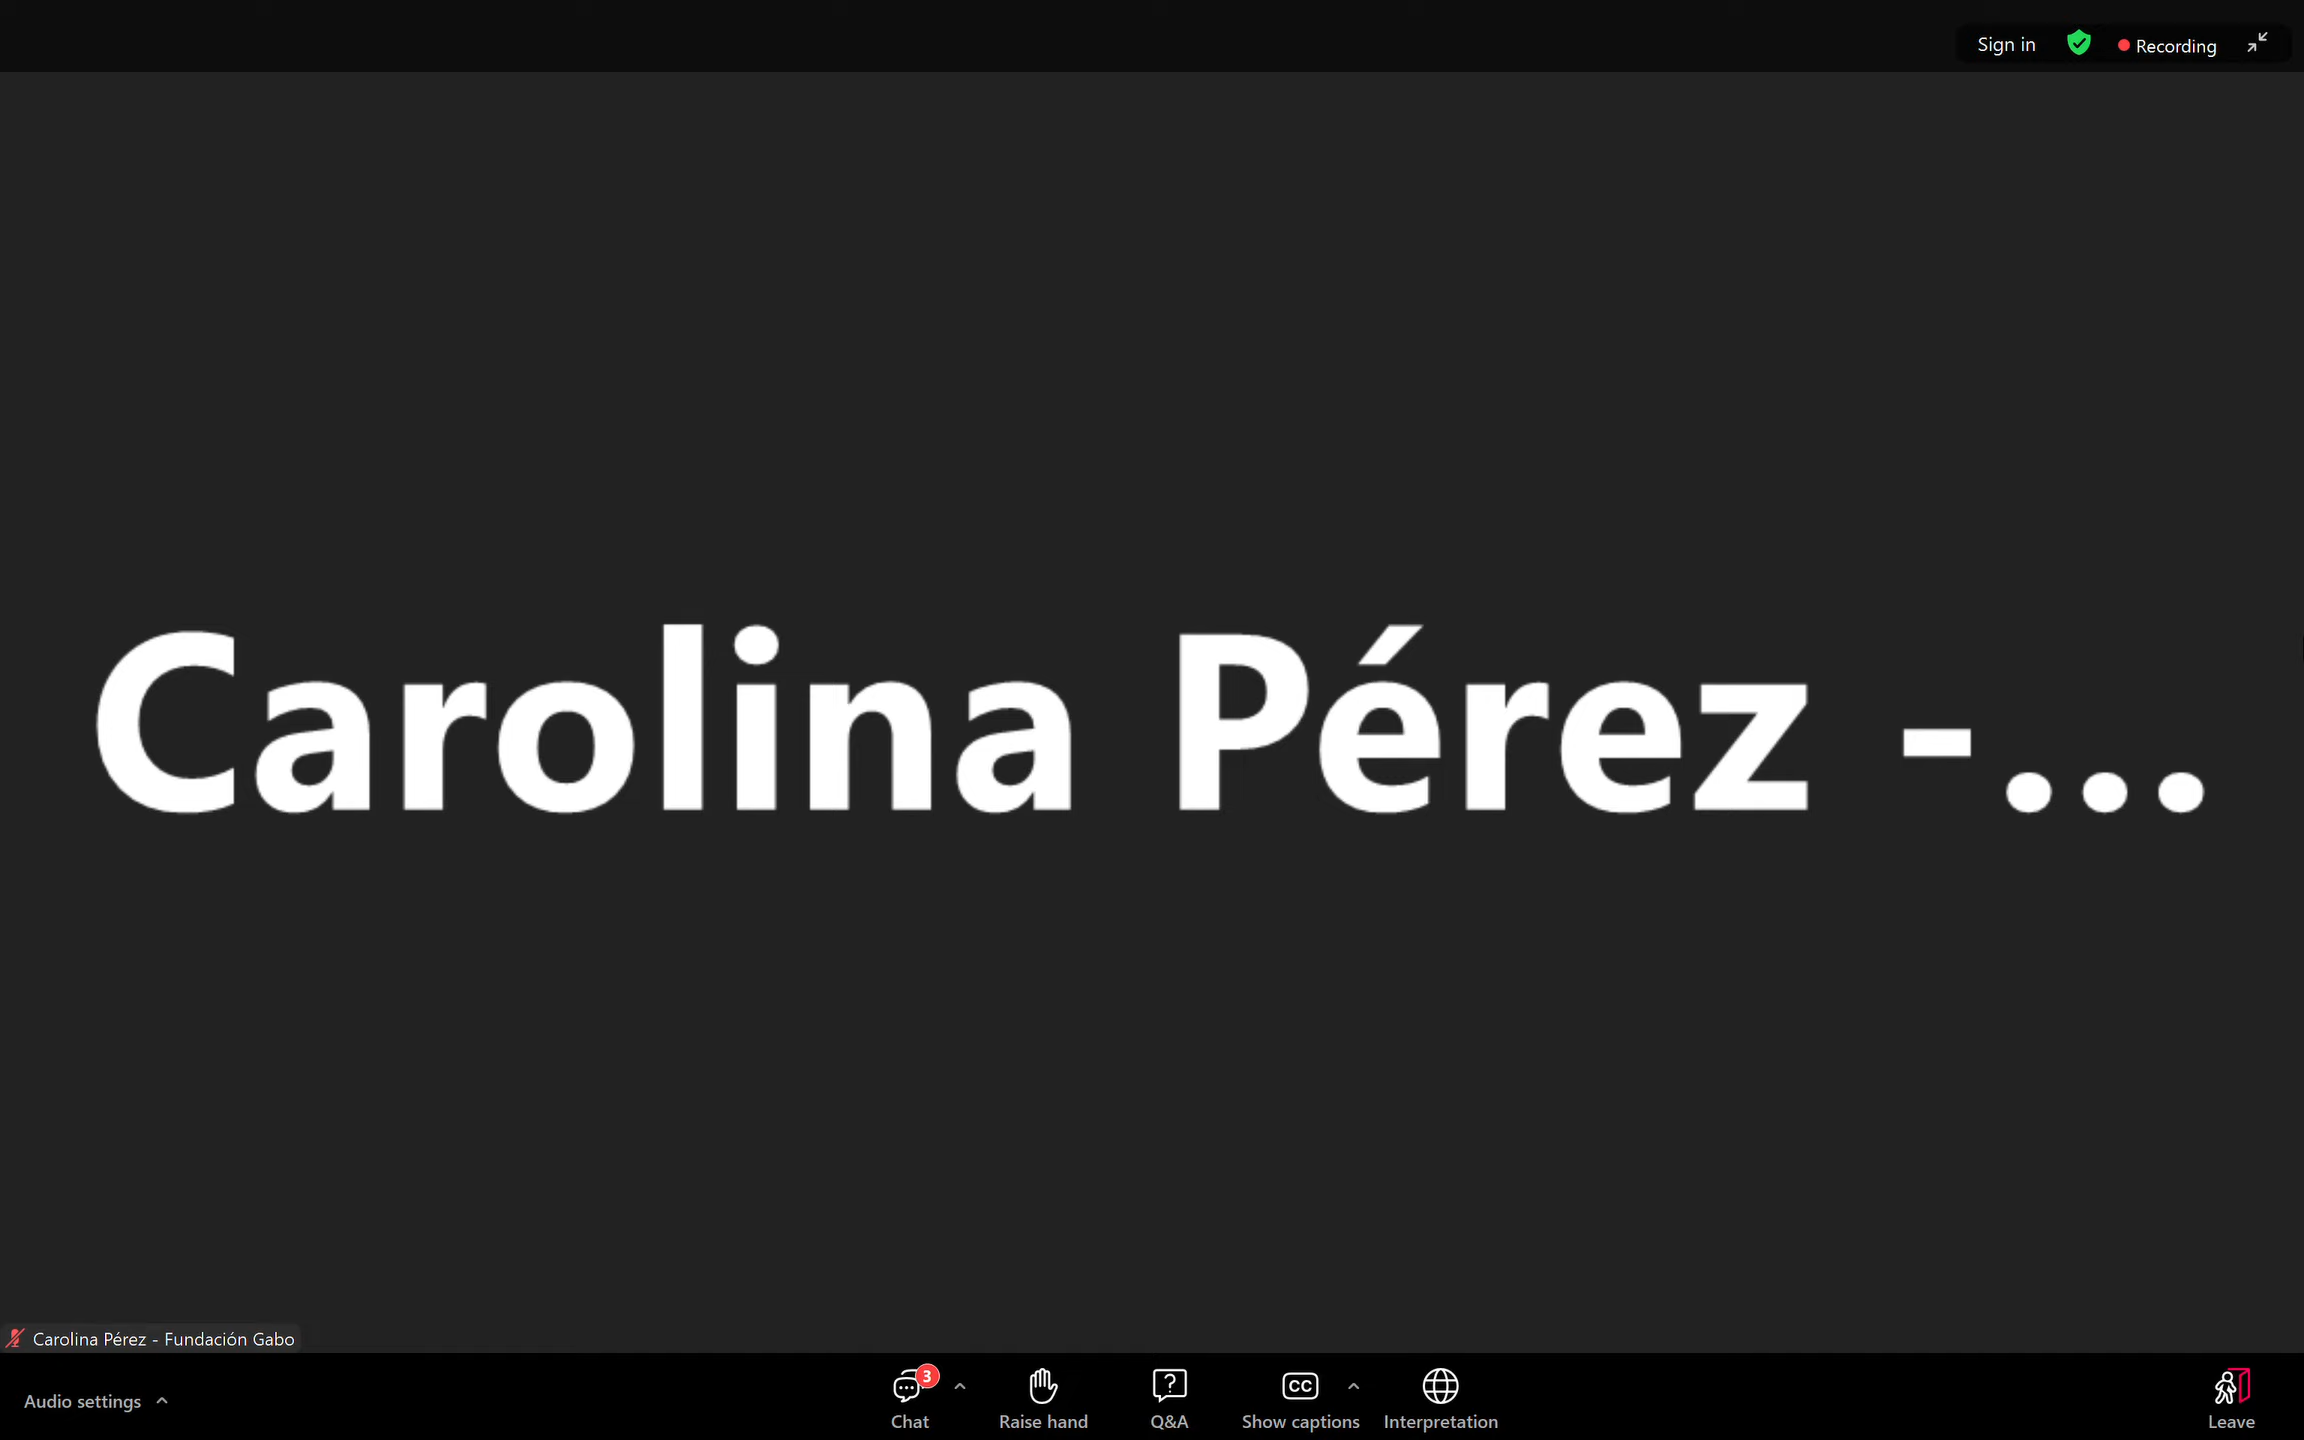 Sign in
Recording
Carolina Pérez -...
Carolina Pérez - Fundación Gabo
Audio settings
3
Chat
Raise hand
Q&A
CC
Show captions
Interpretation
Leave